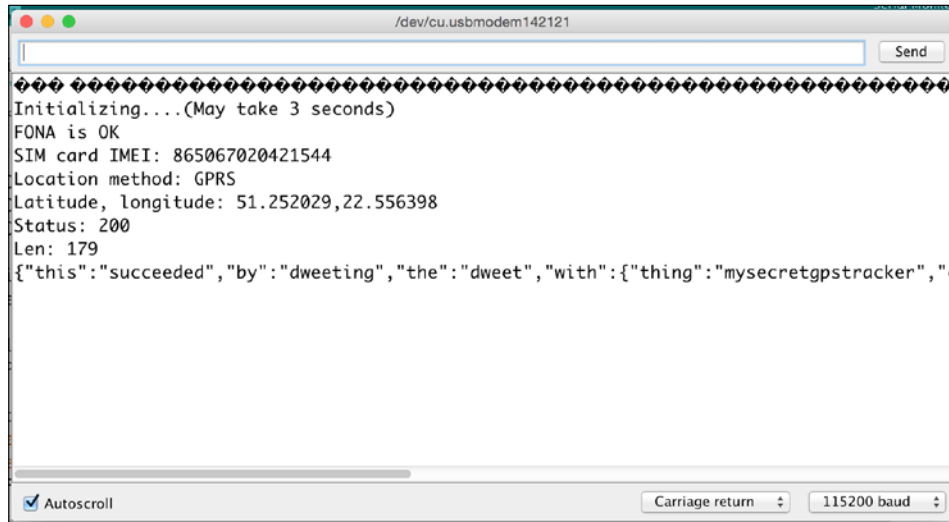 /dev/cu.usbmodem142121
Send
Initializing....(May take 3 seconds)
FONA is OK
SIM card IMEI: 865067020421544
Location method: GPRS
Latitude, longitude: 51.252029,22.556398
Status: 200
Len: 179
{"this":"succeeded","by":"dweeting","the":"dweet","with":{"thing":"mysecretgpstracker","
Autoscroll
Carriage return
115200 baud